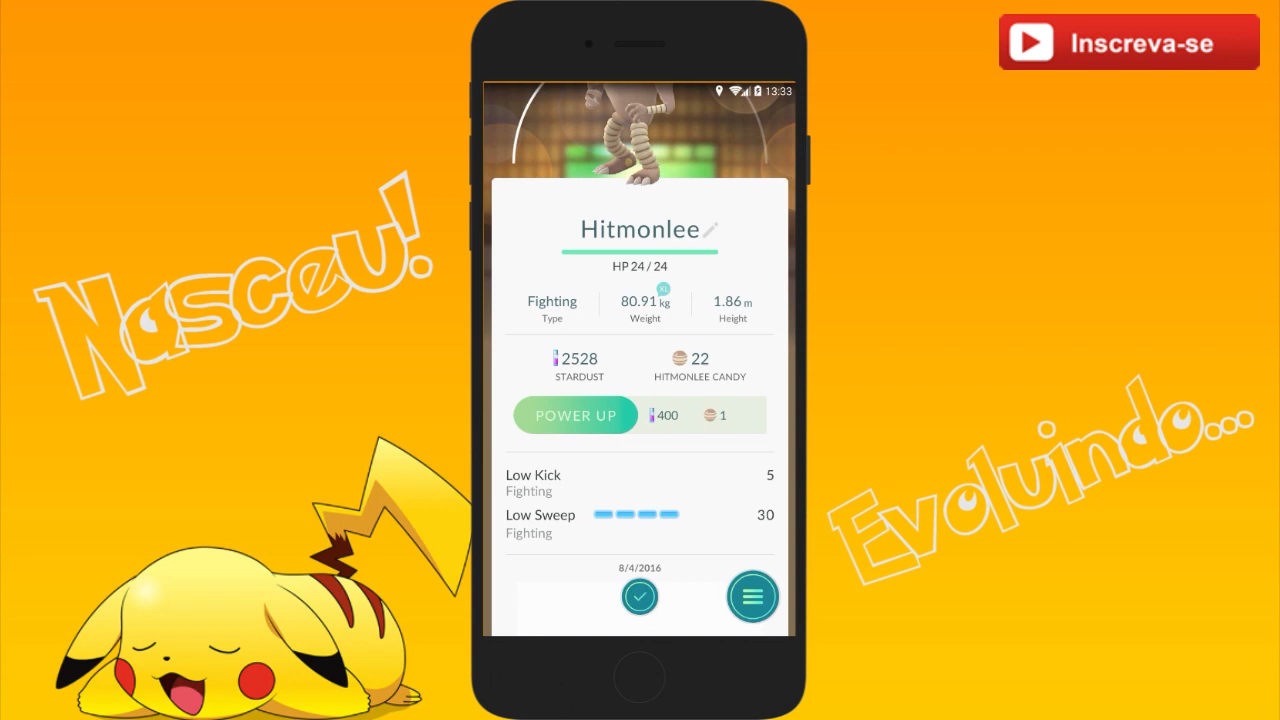 Inscreva-se
13:33
Nasceu!
Hitmonlee
HP 24 / 24
Fighting
Type
XL
80.91 kg
Weight
1.86 m
Height
2528
STARDUST
22
HITMONLEE CANDY
POWER UP
400
1
Low Kick 5
Fighting
Low Sweep 30
Fighting
8/4/2016
Evoluindo...